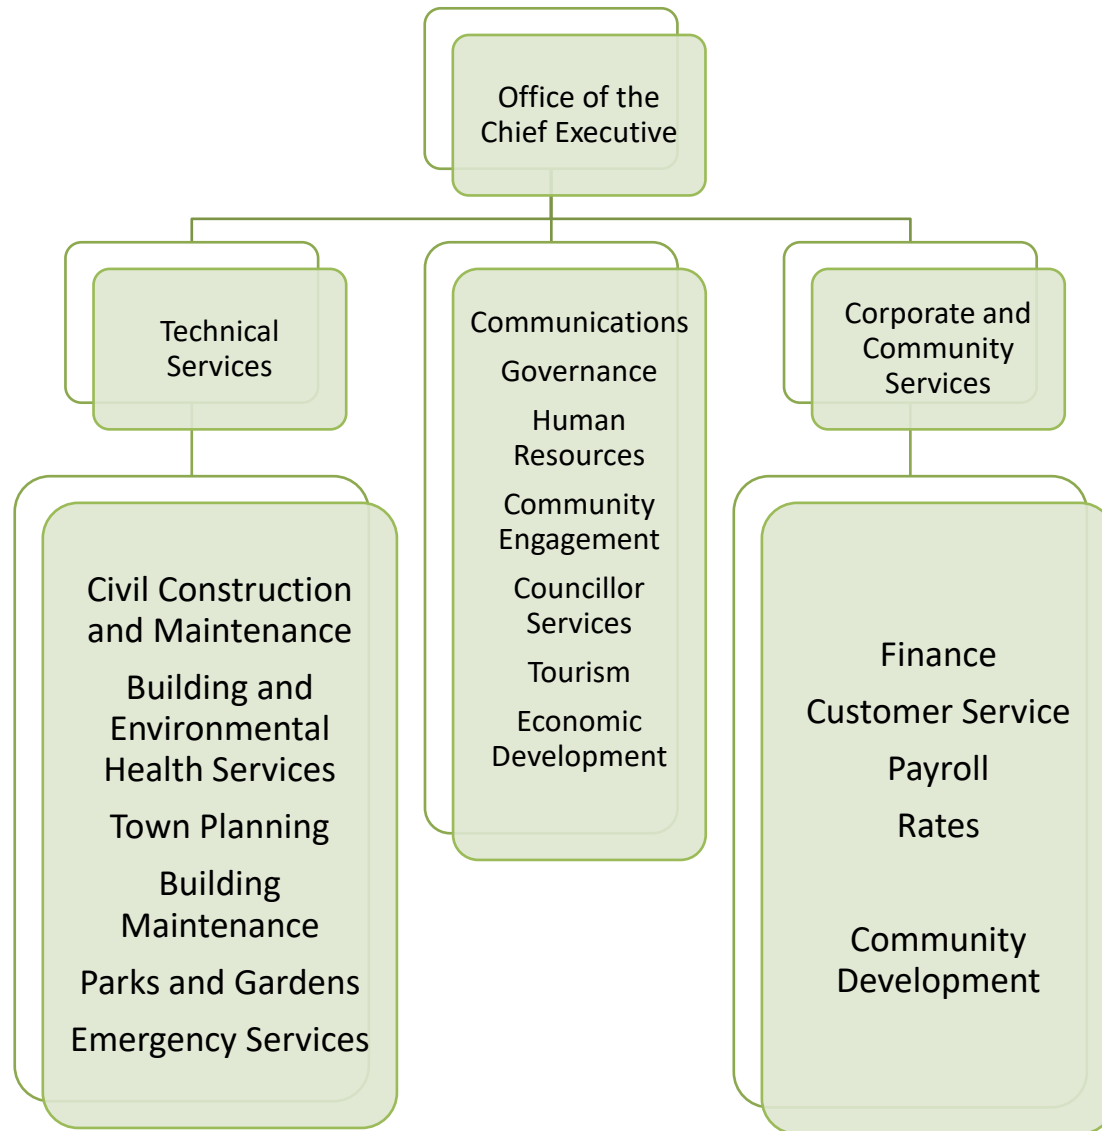 Office of the
Chief Executive
Technical
Services
Communications
Governance
Human
Resources
Community
Engagement
Councillor
Services
Tourism
Economic
Development
Corporate and
Community
Services
Civil Construction
and Maintenance
Building and
Environmental
Health Services
Town Planning
Building
Maintenance
Parks and Gardens
Emergency Services
Finance
Customer Service
Payroll
Rates
Community
Development